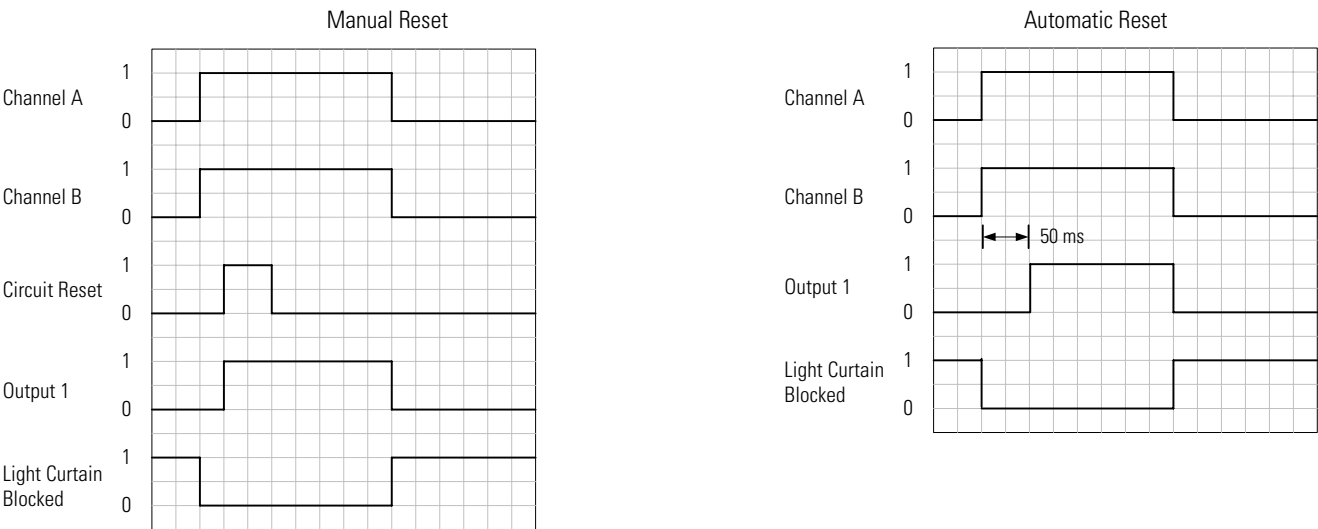 Manual Reset
Channel A
1
0
Channel B
1
0
Circuit Reset
1
0
Output 1
1
0
Light Curtain
Blocked
1
0
Automatic Reset
Channel A
1
0
Channel B
1
0
50 ms
Output 1
1
0
Light Curtain
Blocked
1
0